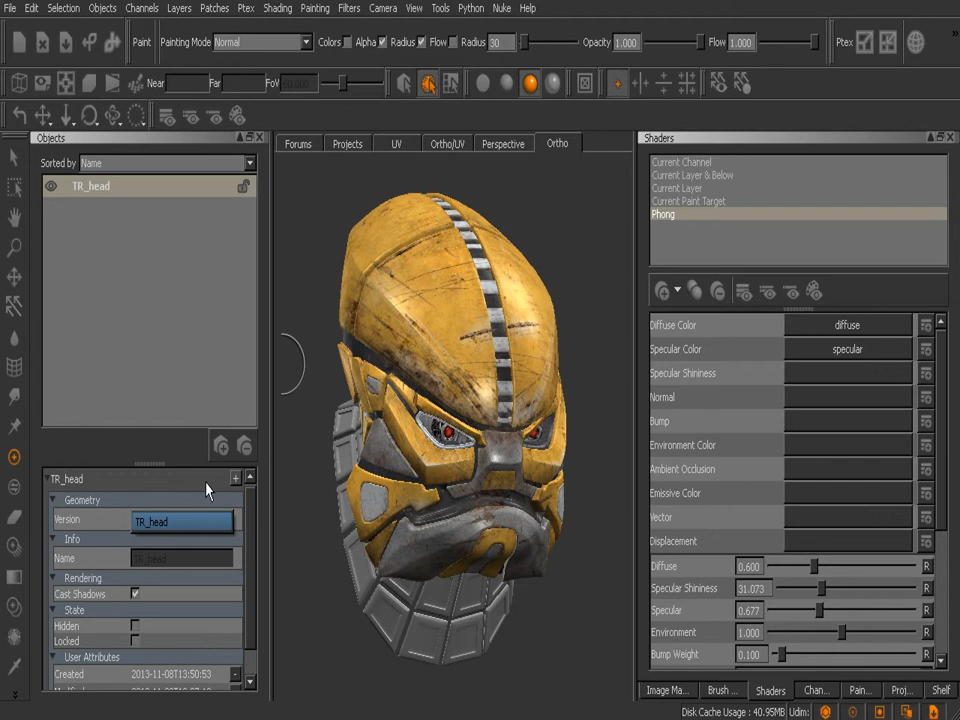 File Edit Selection Objects Channels Layers Patches Ptex Shading Painting Filters Camera View Tools Python Nuke Help
Paint Painting Mode Normal Colors Alpha Radius Flow Radius 30 Opacity 1.000 Flow 1.000 Ptex »
Near Far FoV
Objects
Sorted by Name
TR_head
TR_head
Geometry
Version TR_head
Info
Name TR_head
Rendering
Cast Shadows
State
Hidden
Locked
User Attributes
Created 2013-11-08T13:50:53
Forums Projects UV Ortho/UV Perspective Ortho
Shaders
Current Channel
Current Layer & Below
Current Layer
Current Paint Target
Phong
Diffuse Color diffuse
Specular Color specular
Specular Shininess
Normal
Bump
Environment Color
Ambient Occlusion
Emissive Color
Vector
Displacement
Diffuse 0.600 R
Specular Shininess 31.073 R
Specular 0.677 R
Environment 1.000 R
Bump Weight 0.100 R
Image Ma... Brush ... Shaders Chan... Pain... Proj... Shelf
Disk Cache Usage : 40.95MB Udim: